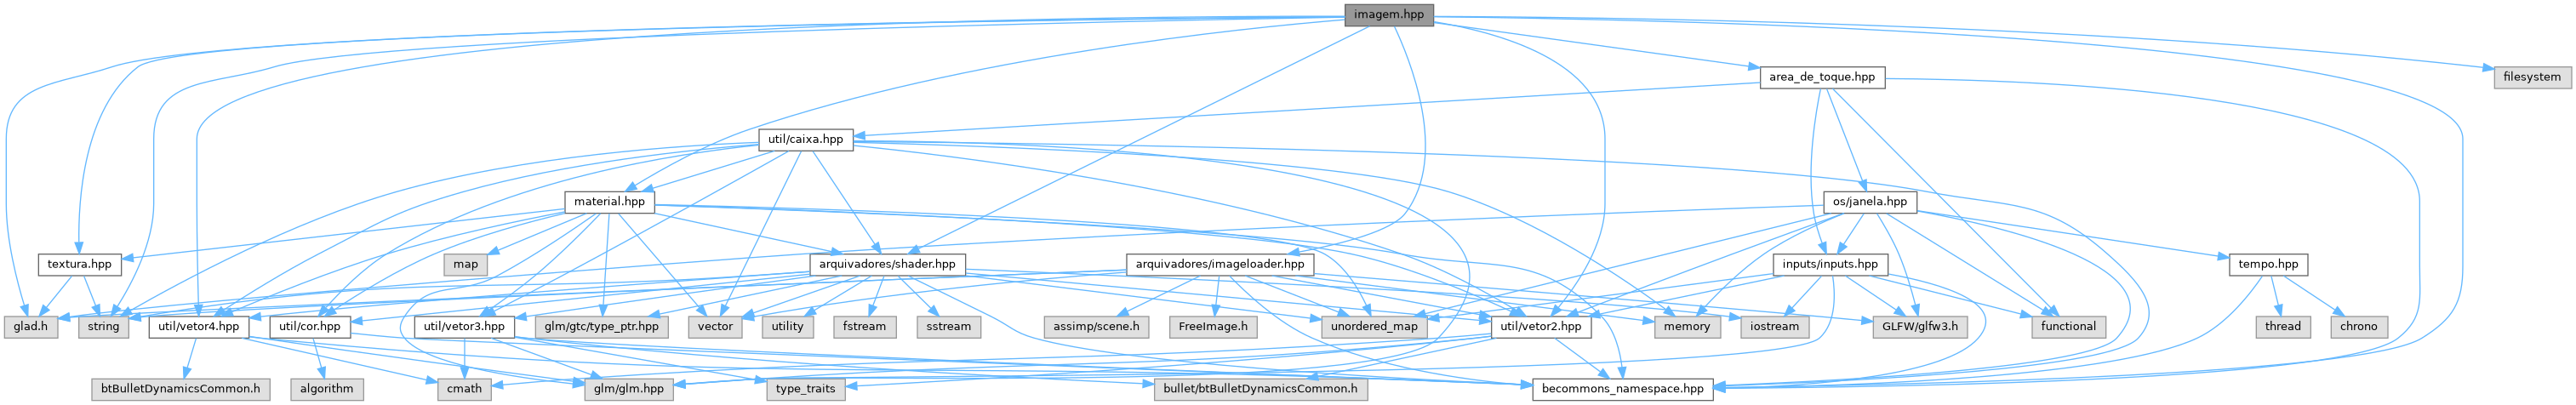 imagem.hpp
area_de_toque.hpp
filesystem
util/caixa.hpp
material.hpp
os/janela.hpp
textura.hpp
map
arquivadores/shader.hpp
arquivadores/imageloader.hpp
inputs/inputs.hpp
tempo.hpp
glad.h
string
util/vetor4.hpp
util/cor.hpp
util/vetor3.hpp
glm/gtc/type_ptr.hpp
vector
utility
fstream
sstream
assimp/scene.h
FreeImage.h
unordered_map
util/vetor2.hpp
memory
iostream
GLFW/glfw3.h
functional
thread
chrono
btBulletDynamicsCommon.h
algorithm
cmath
glm/glm.hpp
type_traits
bullet/btBulletDynamicsCommon.h
becommons_namespace.hpp